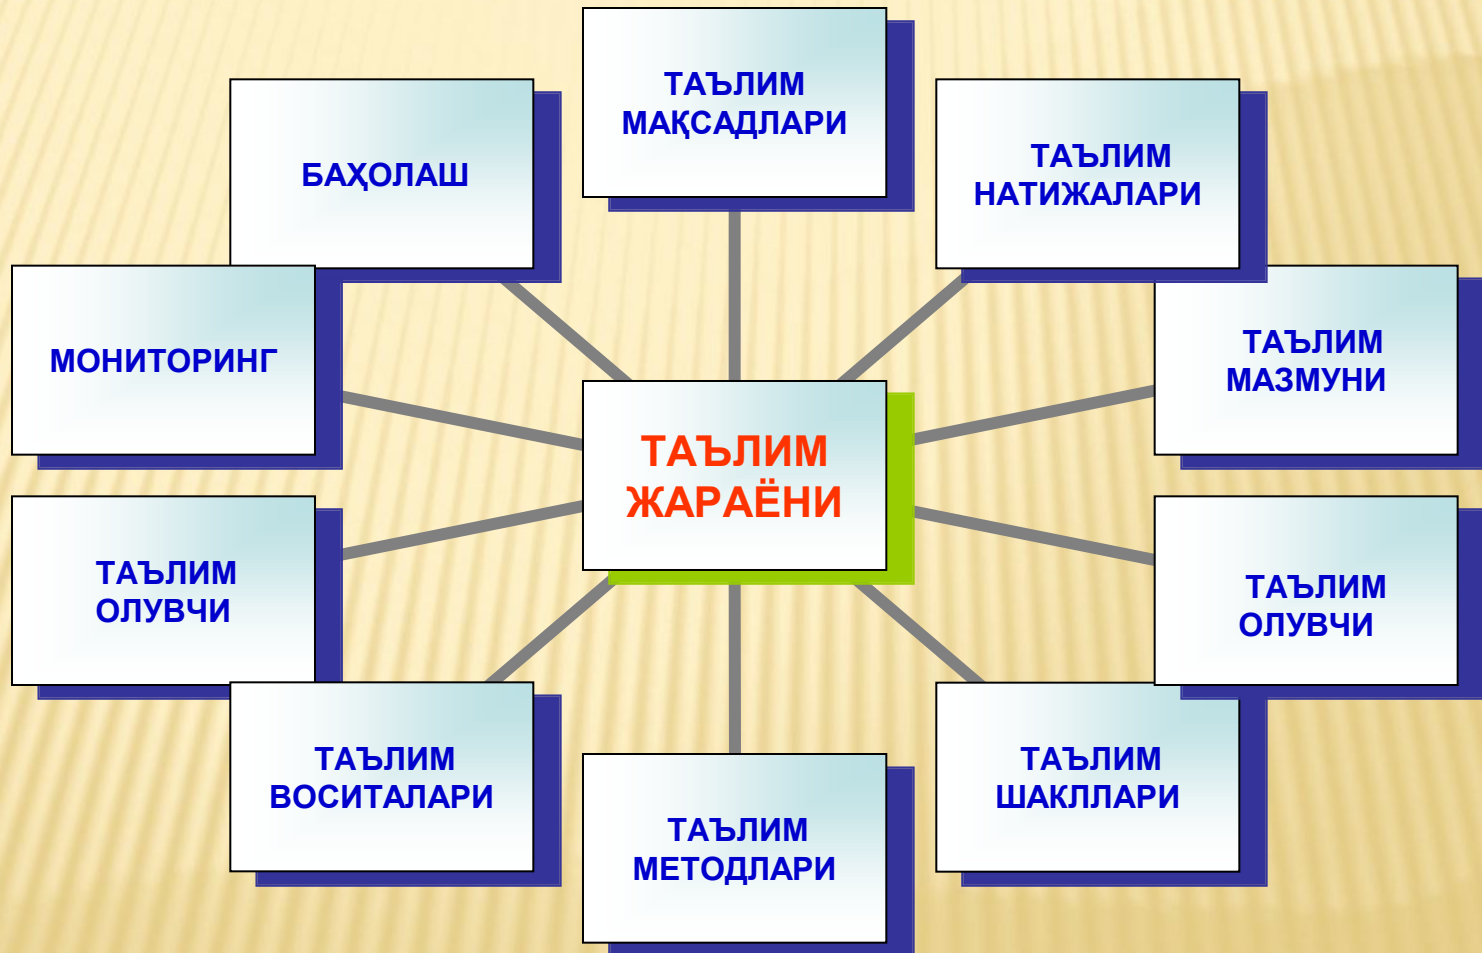 ТАЪЛИМ
МАҚСАДЛАРИ
БАҲОЛАШ
ТАЪЛИМ
НАТИЖАЛАРИ
МОНИТОРИНГ
ТАЪЛИМ
МАЗМУНИ
ТАЪЛИМ
ЖАРАЁНИ
ТАЪЛИМ
ОЛУВЧИ
ТАЪЛИМ
ОЛУВЧИ
ТАЪЛИМ
ВОСИТАЛАРИ
ТАЪЛИМ
ШАКЛЛАРИ
ТАЪЛИМ
МЕТОДЛАРИ